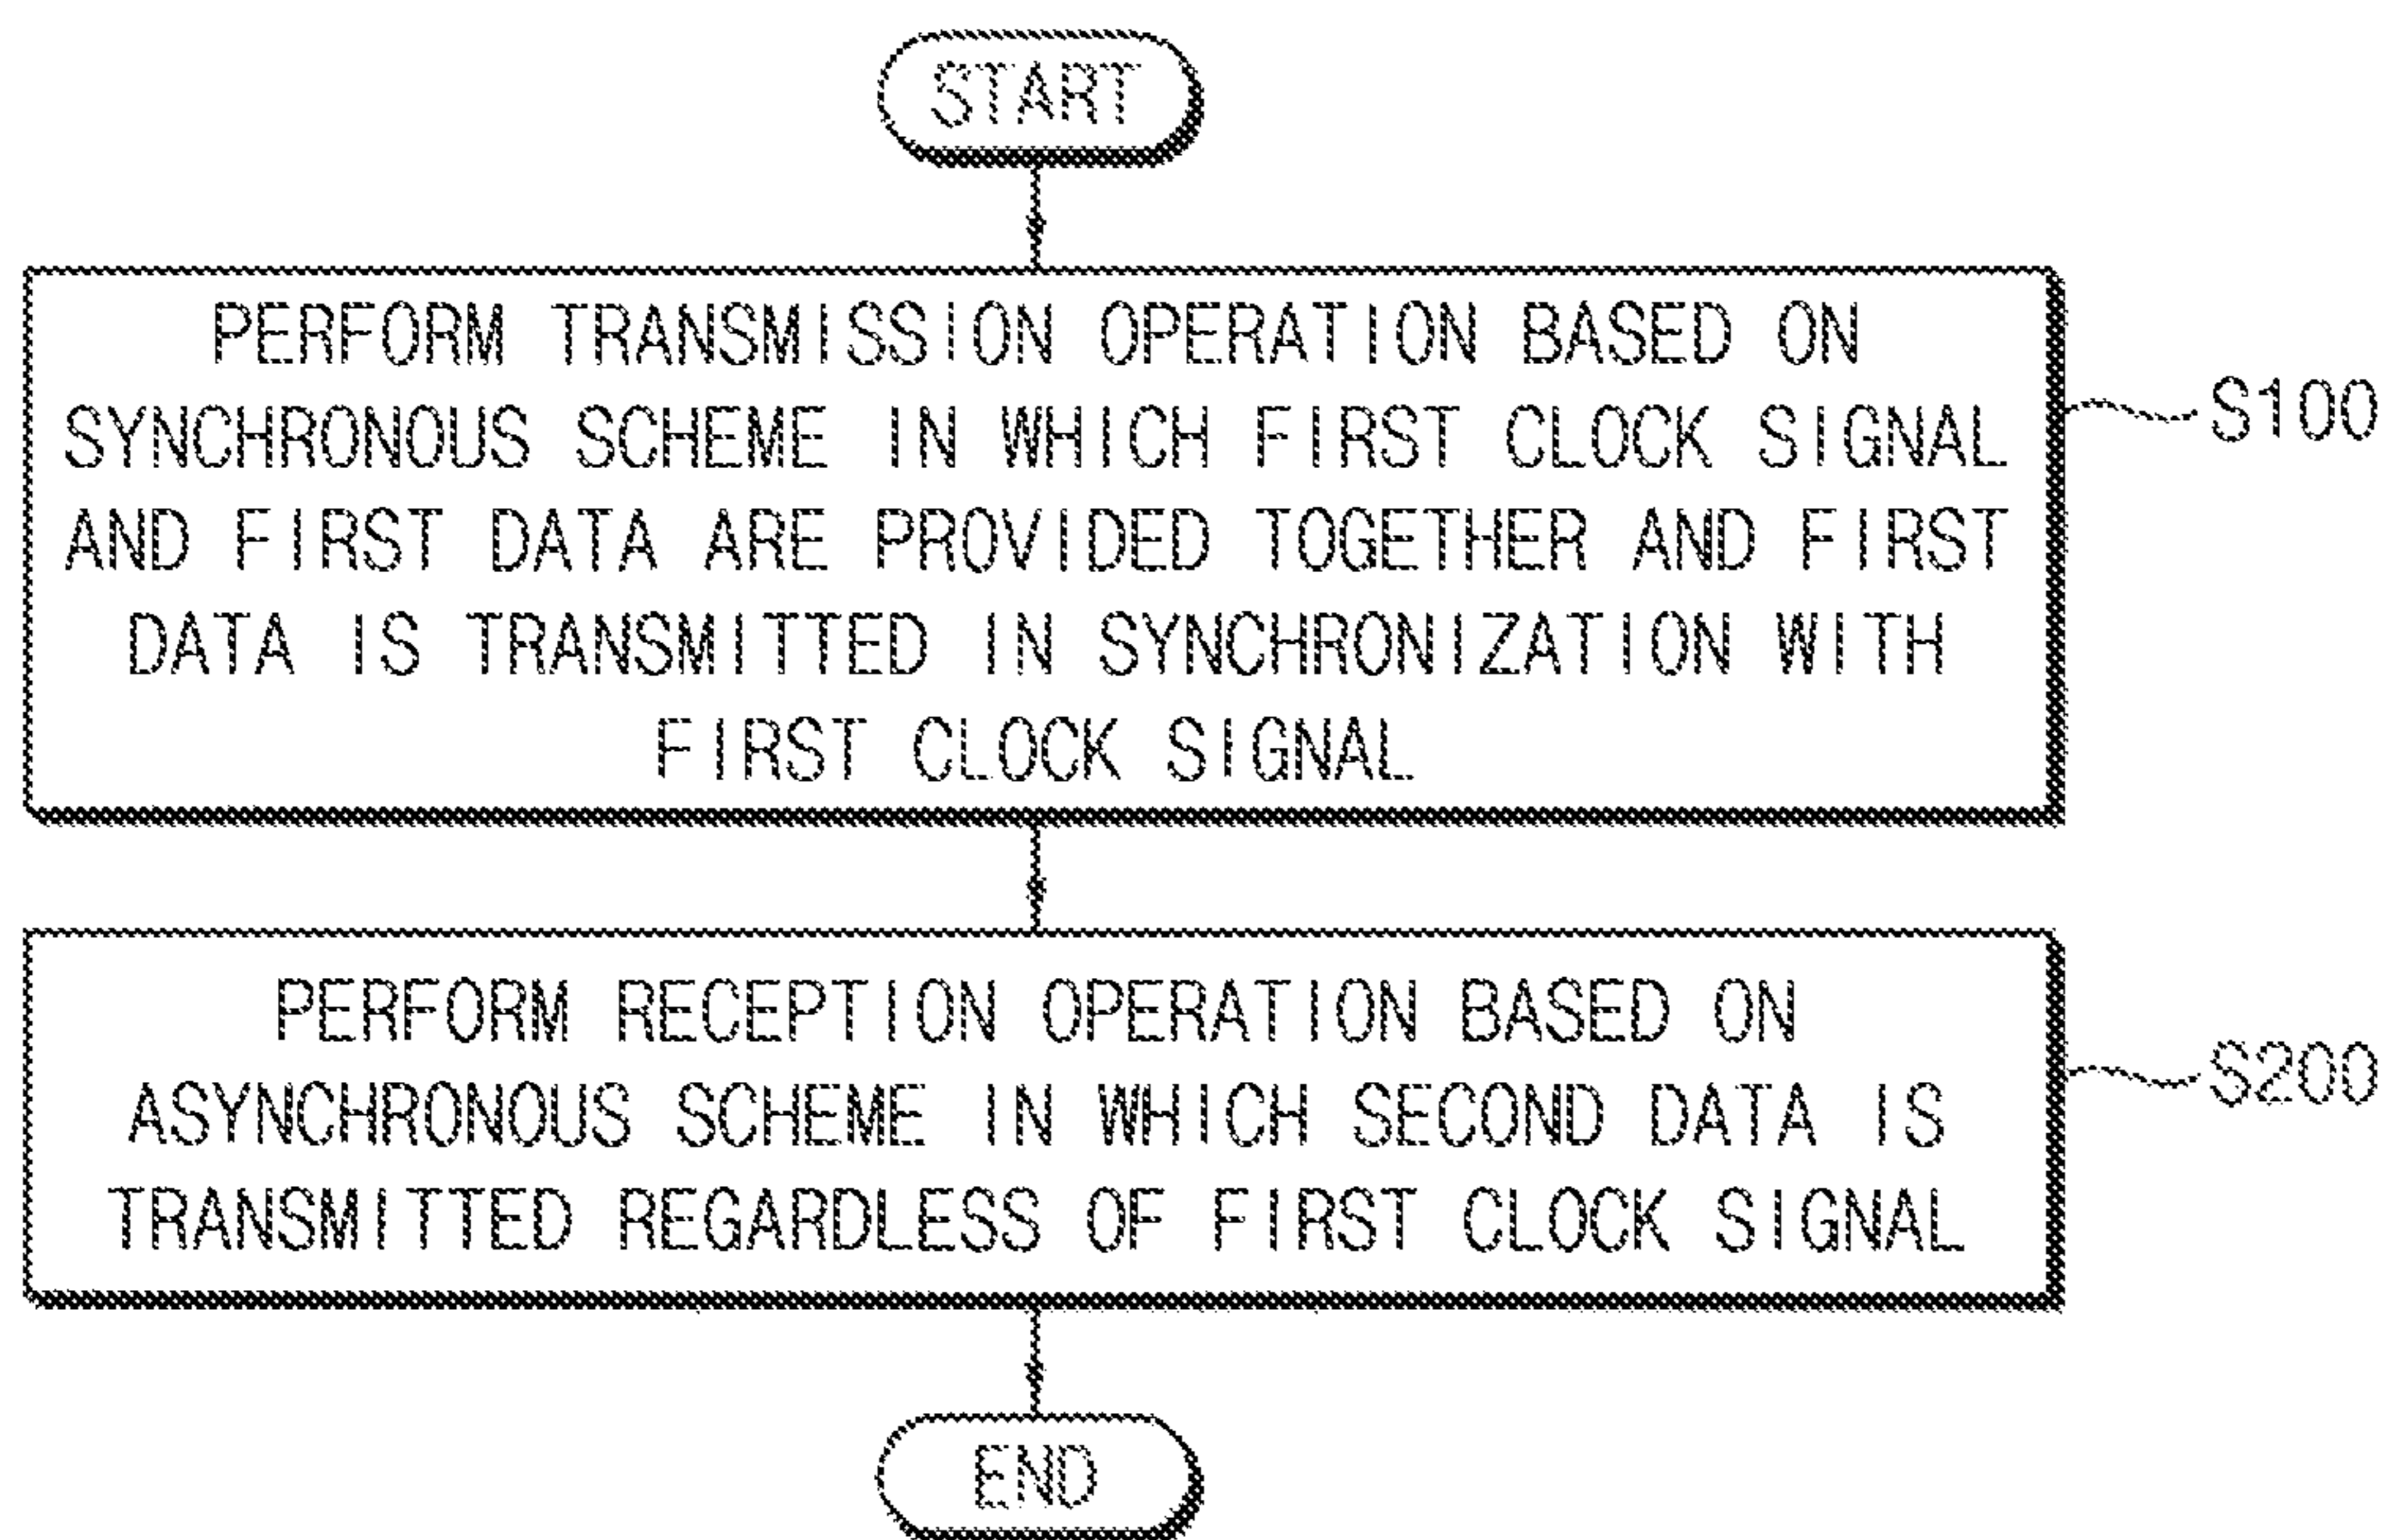 START
PERFORM TRANSMISSION OPERATION BASED ON
SYNCHRONOUS SCHEME IN WHICH FIRST CLOCK SIGNAL
AND FIRST DATA ARE PROVIDED TOGETHER AND FIRST
DATA IS TRANSMITTED IN SYNCHRONIZATION WITH
FIRST CLOCK SIGNAL
S100
PERFORM RECEPTION OPERATION BASED ON
ASYNCHRONOUS SCHEME IN WHICH SECOND DATA IS
TRANSMITTED REGARDLESS OF FIRST CLOCK SIGNAL
S200
END